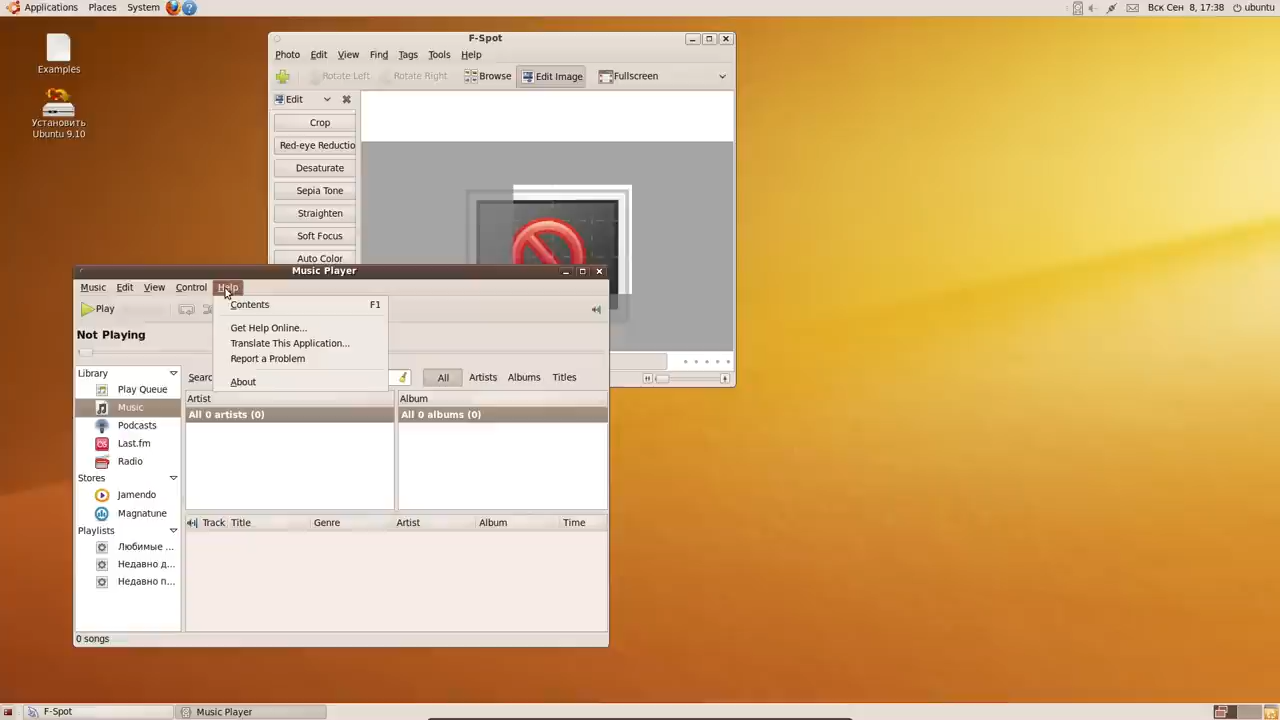 Applications Places System Вск Сен 8, 17:38 ubuntu
Examples
Установить
Ubuntu 9.10
F-Spot
Photo Edit View Find Tags Tools Help
Rotate Left Rotate Right Browse Edit Image Fullscreen
Edit
Crop
Red-eye Reductio
Desaturate
Sepia Tone
Straighten
Soft Focus
Auto Color
Music Player
Music Edit View Control Help
Contents F1
Get Help Online...
Translate This Application...
Report a Problem
About
Play
Not Playing
Library
Play Queue
Music
Podcasts
Last.fm
Radio
Stores
Jamendo
Magnatune
Playlists
Любимые ...
Недавно д...
Недавно п...
Searc All Artists Albums Titles
Artist Album
All 0 artists (0) All 0 albums (0)
Track Title Genre Artist Album Time
0 songs
F-Spot Music Player